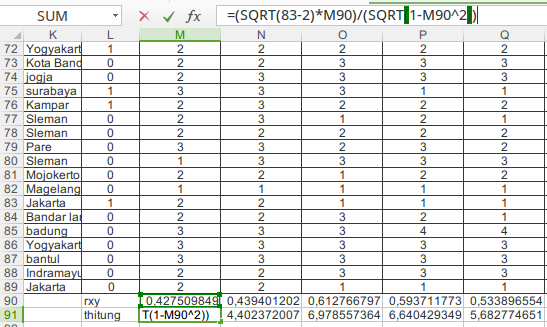 SUM =(SQRT(83-2)*M90)/(SQRT(1-M90^2))
K L M N O P Q
72 Yogyakart 1 2 2 2 2 2
73 Kota Band 0 2 3 3 3 3
74 jogja 0 2 2 3 3 3
75 surabaya 1 3 3 3 1 1
76 Kampar 1 2 3 2 2 2
77 Sleman 0 2 3 1 2 1
78 Sleman 0 2 2 2 2 2
79 Pare 0 3 3 2 3 2
80 Sleman 0 1 3 3 3 3
81 Mojokerto 0 2 2 1 2 2
82 Magelang 0 1 1 1 1 1
83 Jakarta 1 2 2 1 1 1
84 Bandar lar 0 2 2 3 2 1
85 badung 0 3 3 3 4 4
86 Yogyakart 0 3 3 3 3 3
87 bantul 0 3 3 3 3 3
88 Indramayu 0 2 2 3 3 3
89 Jakarta 0 2 2 1 1 1
90 rxy 0,427509849 0,439401202 0,612766797 0,593711773 0,533896554
91 thitung T(1-M90^2)) 4,402372007 6,978557364 6,640429349 5,682774651